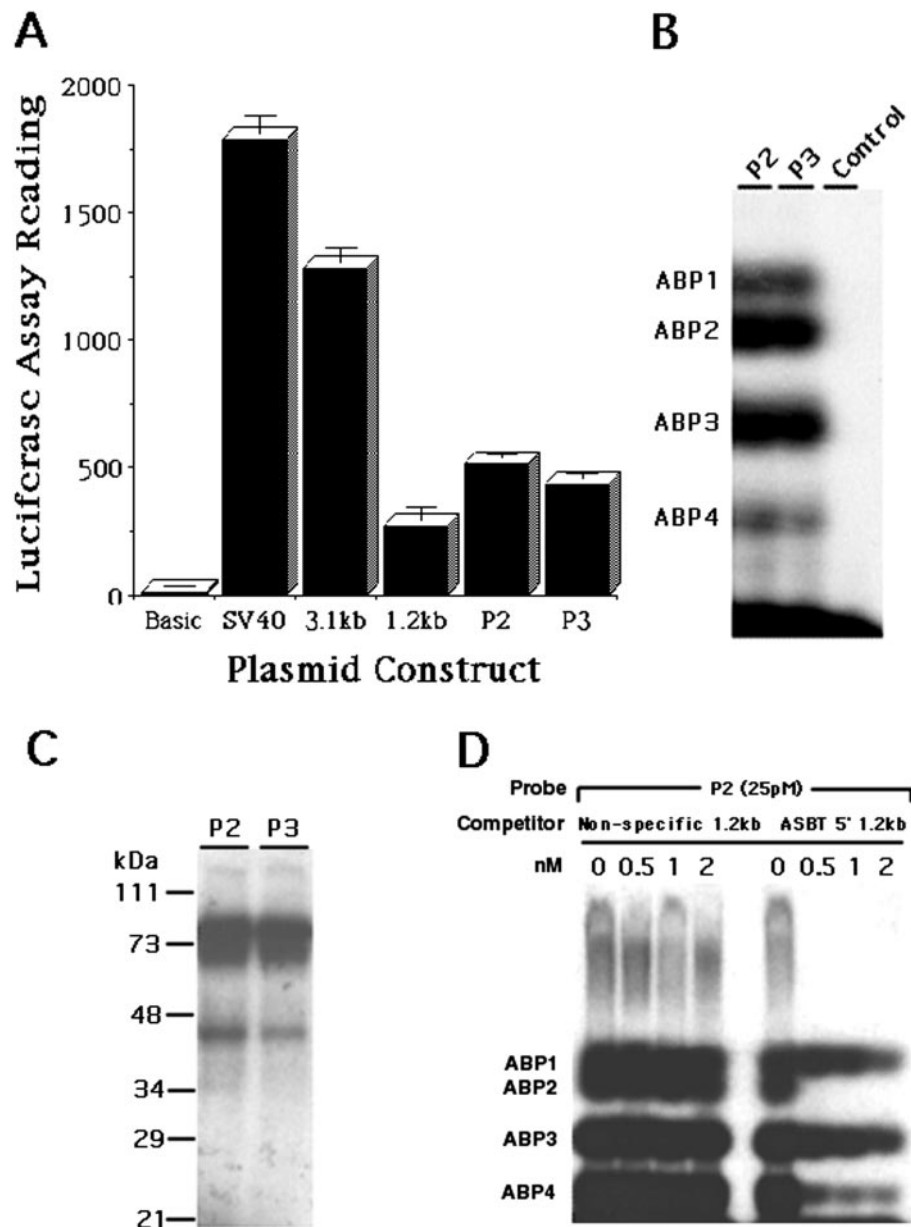 A
Lucifcrasc Assay Rcading
2000
1500
1000
500
0
Basic SV40 3.1kb 1.2kb P2 P3
Plasmid Construct
B
P2 P3 Control
ABP1
ABP2
ABP3
ABP4
C
P2 P3
kDa
111
73
48
34
29
21
D
Probe P2 (25pM)
Competitor Non-specific 1.2kb ASBT 5' 1.2kb
nM 0 0.5 1 2 0 0.5 1 2
ABP1
ABP2
ABP3
ABP4